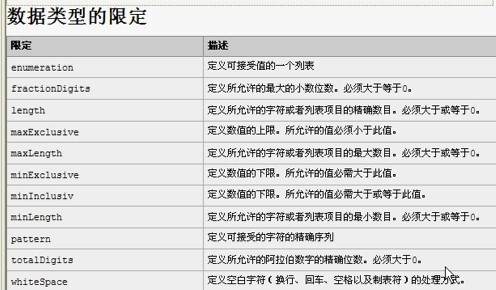 数据类型的限定
限定 描述
enumeration 定义可接受值的一个列表
fractionDigits 定义所允许的最大的小数位数。必须大于等于0。
length 定义所允许的字符或者列表项目的精确数目。必须大于或等于0。
maxExclusive 定义数值的上限。所允许的值必须小于此值。
maxLength 定义所允许的字符或者列表项目的最大数目。必须大于或等于0。
minExclusive 定义数值的下限。所允许的值必需大于此值。
minInclusiv 定义数值的下限。所允许的值必需大于或等于此值。
minLength 定义所允许的字符或者列表项目的最小数目。必须大于或等于0。
pattern 定义可接受的字符的精确序列
totalDigits 定义所允许的阿拉伯数字的精确位数。必须大于0。
whiteSpace 定义空白字符（换行、回车、空格以及制表符）的处理方式。